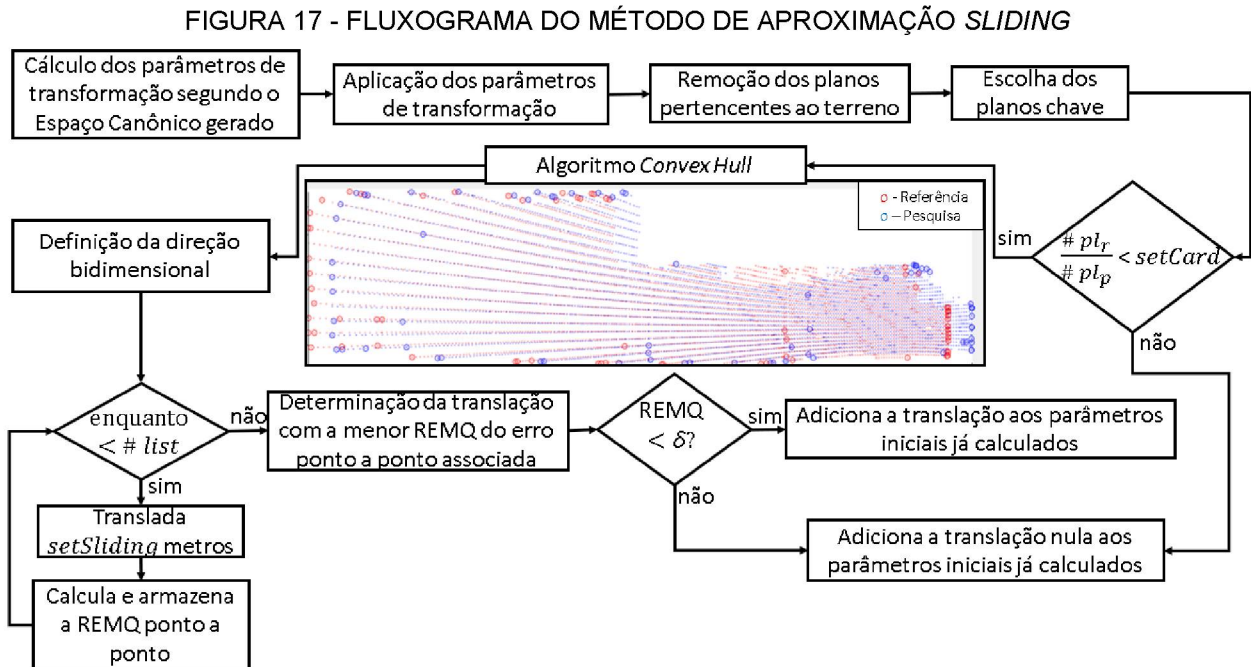 FIGURA 17 - FLUXOGRAMA DO MÉTODO DE APROXIMAÇÃO SLIDING
Cálculo dos parâmetros de
transformação segundo o
Espaço Canônico gerado
Aplicação dos parâmetros
de transformação
Remoção dos planos
pertencentes ao terreno
Escolha dos
planos chave
Algoritmo Convex Hull
- Referência
– Pesquisa
sim
# pl_r
# pl_p
< setCard
não
Definição da direção
bidimensional
enquanto
< # list
não
sim
Determinação da translação
com a menor REMQ do erro
ponto a ponto associada
REMQ
< δ?
sim
não
Adiciona a translação aos parâmetros
iniciais já calculados
Translada
setSliding metros
Adiciona a translação nula aos
parâmetros iniciais já calculados
Calcula e armazena
a REMQ ponto a
ponto